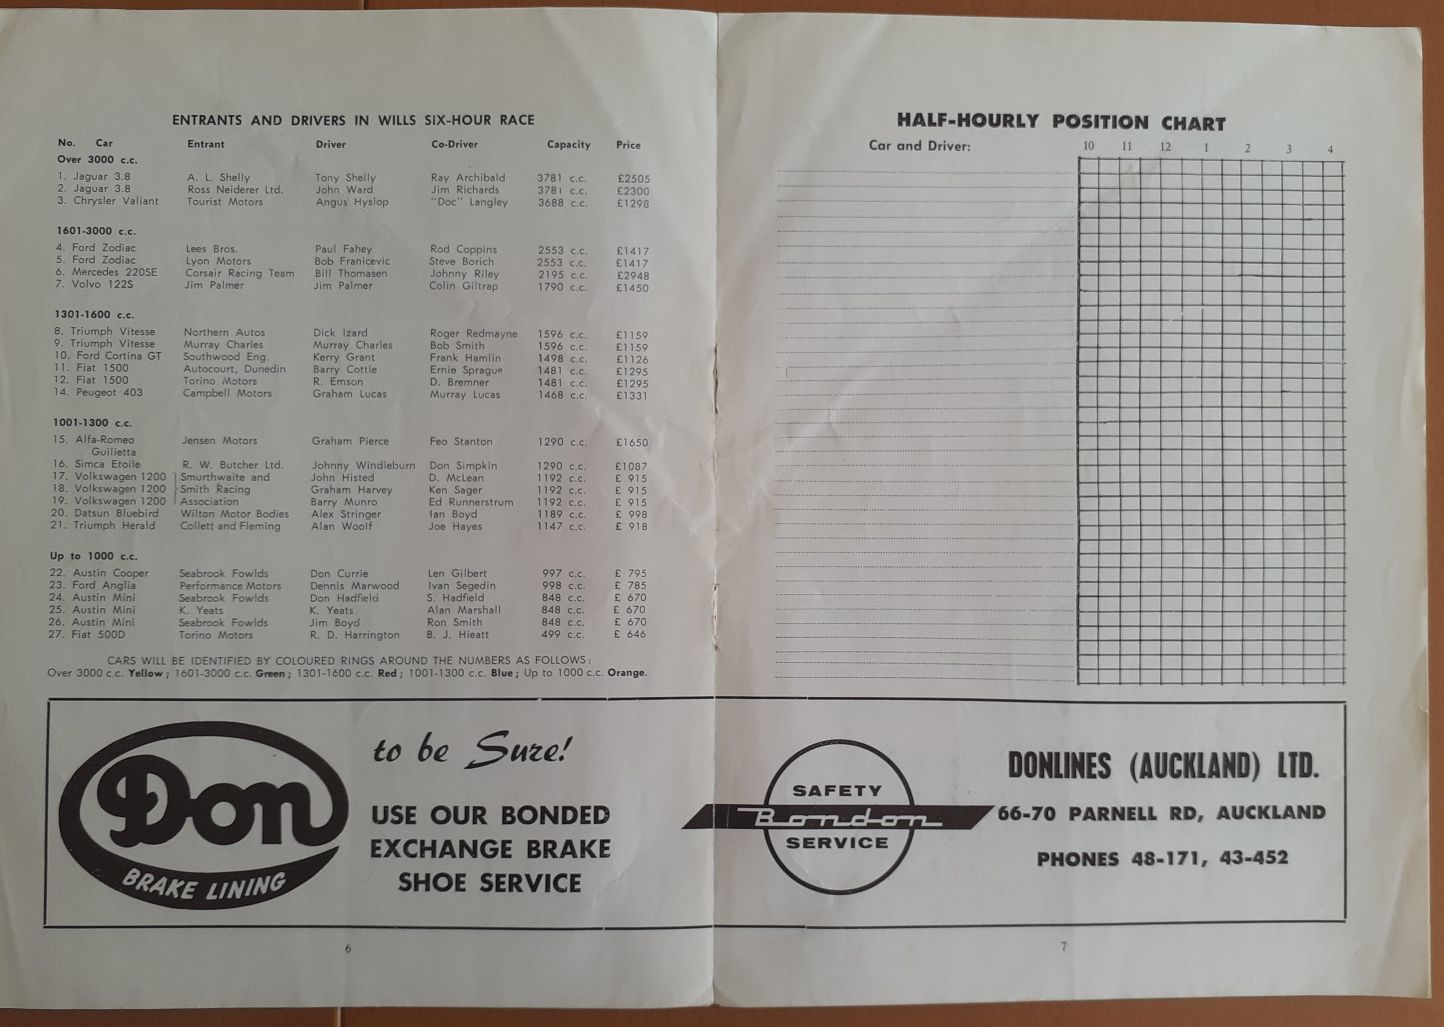 ENTRANTS AND DRIVERS IN WILLS SIX-HOUR RACE
No. Car Entrant Driver Co-Driver Capacity Price
Over 3000 c.c.
1. Jaguar 3.8 A. L. Shelly Tony Shelly Ray Archibald 3781 c.c. £2505
2. Jaguar 3.8 Ross Neiderer Ltd. John Ward Jim Richards 3781 c.c. £2300
3. Chrysler Valiant Tourist Motors Angus Hyslop "Doc" Langley 3688 c.c. £1298
1601-3000 c.c.
4. Ford Zodiac Lees Bros. Paul Fahey Rod Coppins 2553 c.c. £1417
5. Ford Zodiac Lyon Motors Bob Franicevic Steve Borich 2553 c.c. £1417
6. Mercedes 220SE Corsair Racing Team Bill Thomasen Johnny Riley 2195 c.c. £2948
7. Volvo 122S Jim Palmer Jim Palmer Colin Giltrap 1790 c.c. £1450
1301-1600 c.c.
8. Triumph Vitesse Northern Autos Dick Izard Roger Redmayne 1596 c.c. £1159
9. Triumph Vitesse Murray Charles Murray Charles Bob Smith 1596 c.c. £1159
10. Ford Cortina GT Southwood Eng. Kerry Grant Frank Hamlin 1498 c.c. £1126
11. Fiat 1500 Autocourt, Dunedin Barry Cottle Ernie Sprague 1481 c.c. £1295
12. Fiat 1500 Torino Motors R. Emson D. Bremner 1481 c.c. £1295
14. Peugeot 403 Campbell Motors Graham Lucas Murray Lucas 1468 c.c. £1331
1001-1300 c.c.
15. Alfa-Romeo Jensen Motors Graham Pierce Feo Stanton 1290 c.c. £1650
Guilietta
16. Simca Etoile R. W. Butcher Ltd. Johnny Windleburn Don Simpkin 1290 c.c. £1087
17. Volkswagen 1200 Smurthwaite and John Histed D. McLean 1192 c.c. £ 915
18. Volkswagen 1200 Smith Racing Graham Harvey Ken Sager 1192 c.c. £ 915
19. Volkswagen 1200 Association Barry Munro Ed Runnerstrum 1192 c.c. £ 915
20. Datsun Bluebird Wilton Motor Bodies Alex Stringer Ian Boyd 1189 c.c. £ 998
21. Triumph Herald Collett and Fleming Alan Woolf Joe Hayes 1147 c.c. £ 918
Up to 1000 c.c.
22. Austin Cooper Seabrook Fowlds Don Currie Len Gilbert 997 c.c. £ 795
23. Ford Anglia Performance Motors Dennis Marwood Ivan Segedin 998 c.c. £ 785
24. Austin Mini Seabrook Fowlds Don Hadfield S. Hadfield 848 c.c. £ 670
25. Austin Mini K. Yeats K. Yeats Alan Marshall 848 c.c. £ 670
26. Austin Mini Seabrook Fowlds Jim Boyd Ron Smith 848 c.c. £ 670
27. Fiat 500D Torino Motors R. D. Harrington B. J. Hieatt 499 c.c. £ 646
CARS WILL BE IDENTIFIED BY COLOURED RINGS AROUND THE NUMBERS AS FOLLOWS:
Over 3000 c.c. Yellow; 1601-3000 c.c. Green; 1301-1600 c.c. Red; 1001-1300 c.c. Blue; Up to 1000 c.c. Orange.
Don
BRAKE LINING
to be Sure!
USE OUR BONDED
EXCHANGE BRAKE
SHOE SERVICE
6
HALF-HOURLY POSITION CHART
Car and Driver: 10 11 12 1 2 3 4
SAFETY
Bondon
SERVICE
DONLINES (AUCKLAND) LTD.
66-70 PARNELL RD, AUCKLAND
PHONES 48-171, 43-452
7